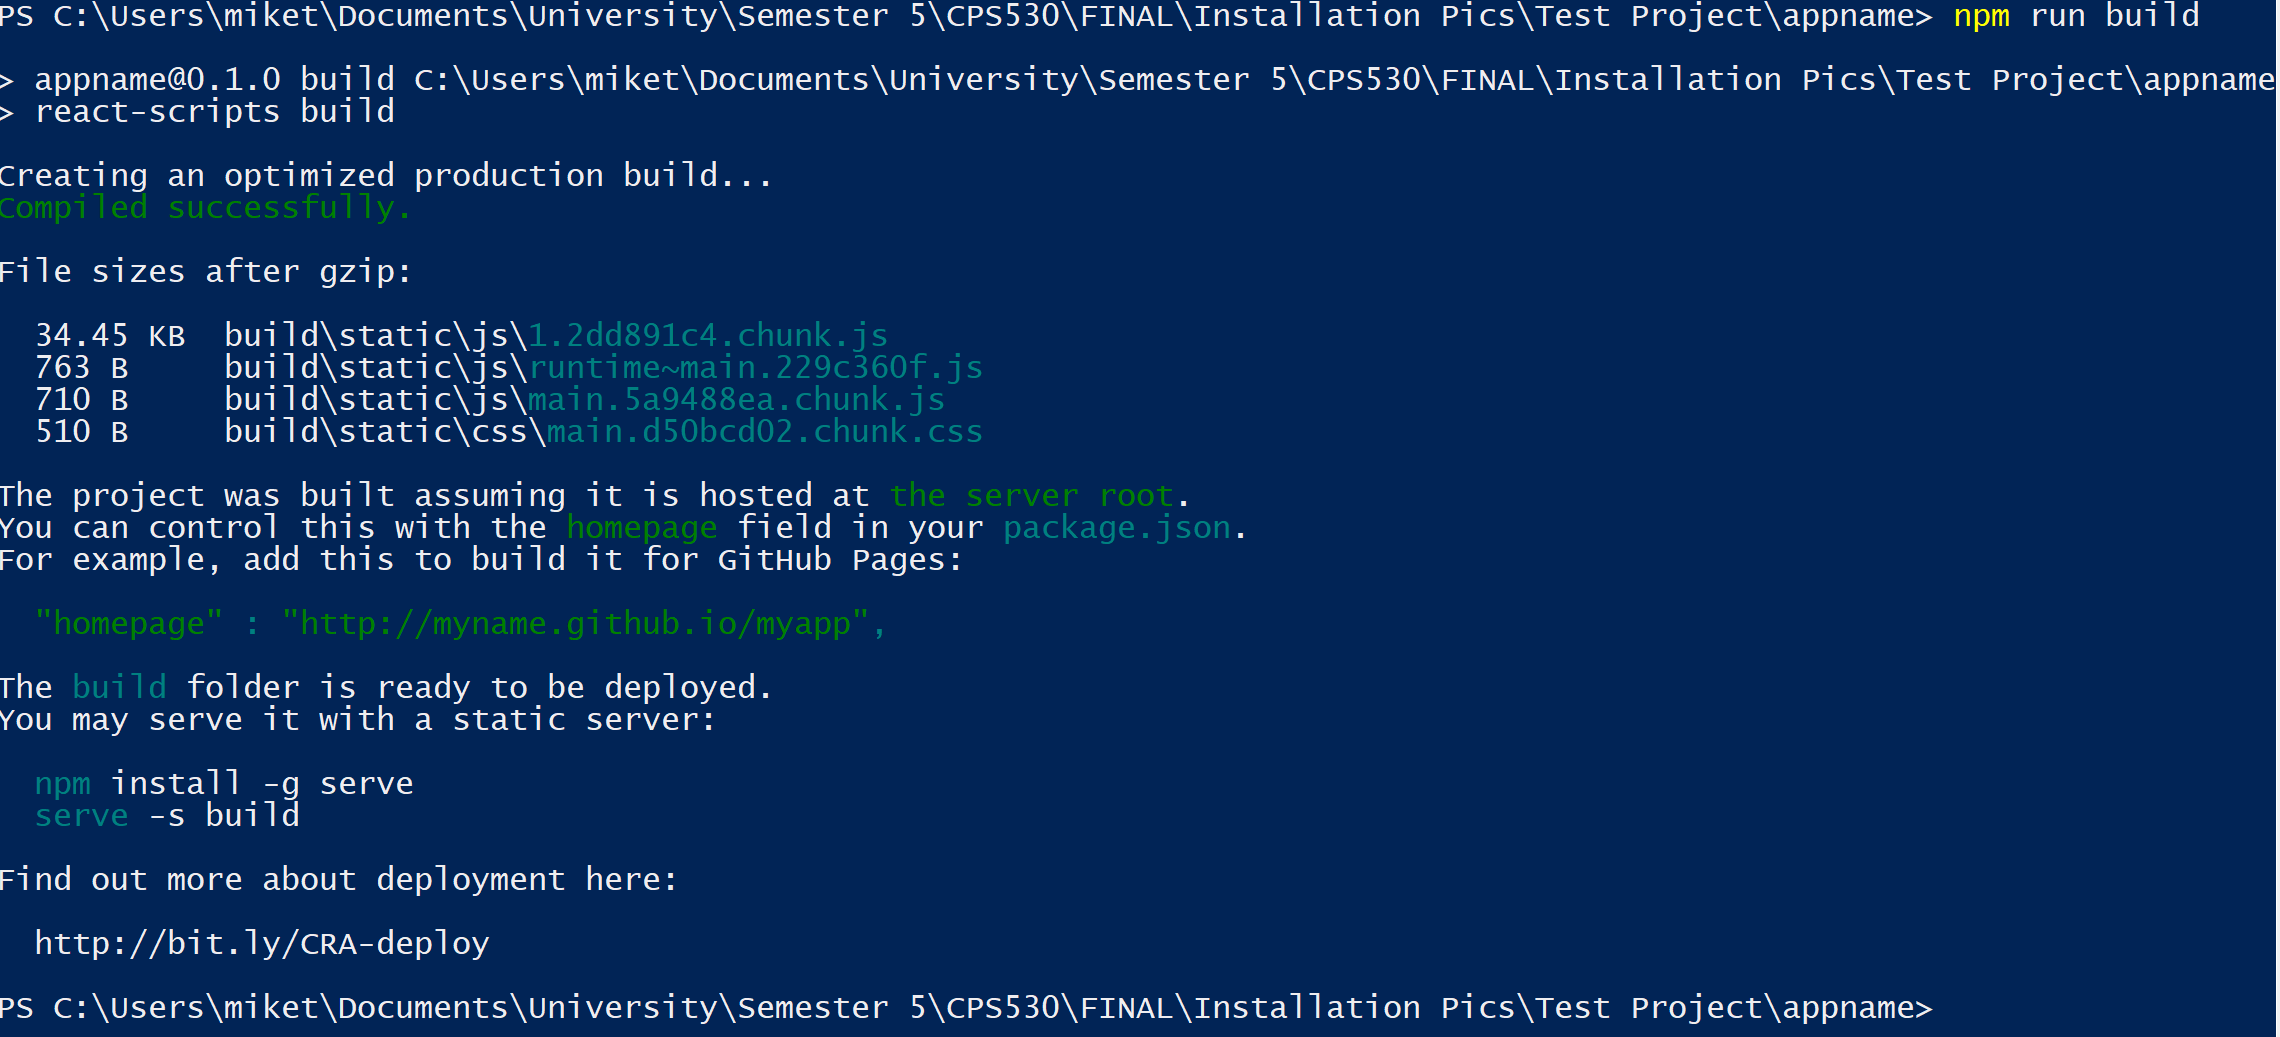 PS C:\Users\miket\Documents\University\Semester 5\CPS530\FINAL\Installation Pics\Test Project\appname> npm run build
> appname@0.1.0 build C:\Users\miket\Documents\University\Semester 5\CPS530\FINAL\Installation Pics\Test Project\appname
> react-scripts build
Creating an optimized production build...
Compiled successfully.
File sizes after gzip:
34.45 KB  build\static\js\1.2dd891c4.chunk.js
763 B     build\static\js\runtime~main.229c360f.js
710 B     build\static\js\main.5a9488ea.chunk.js
510 B     build\static\css\main.d50bcd02.chunk.css
The project was built assuming it is hosted at the server root.
You can control this with the homepage field in your package.json.
For example, add this to build it for GitHub Pages:
"homepage" : "http://myname.github.io/myapp",
The build folder is ready to be deployed.
You may serve it with a static server:
npm install -g serve
serve -s build
Find out more about deployment here:
http://bit.ly/CRA-deploy
PS C:\Users\miket\Documents\University\Semester 5\CPS530\FINAL\Installation Pics\Test Project\appname>